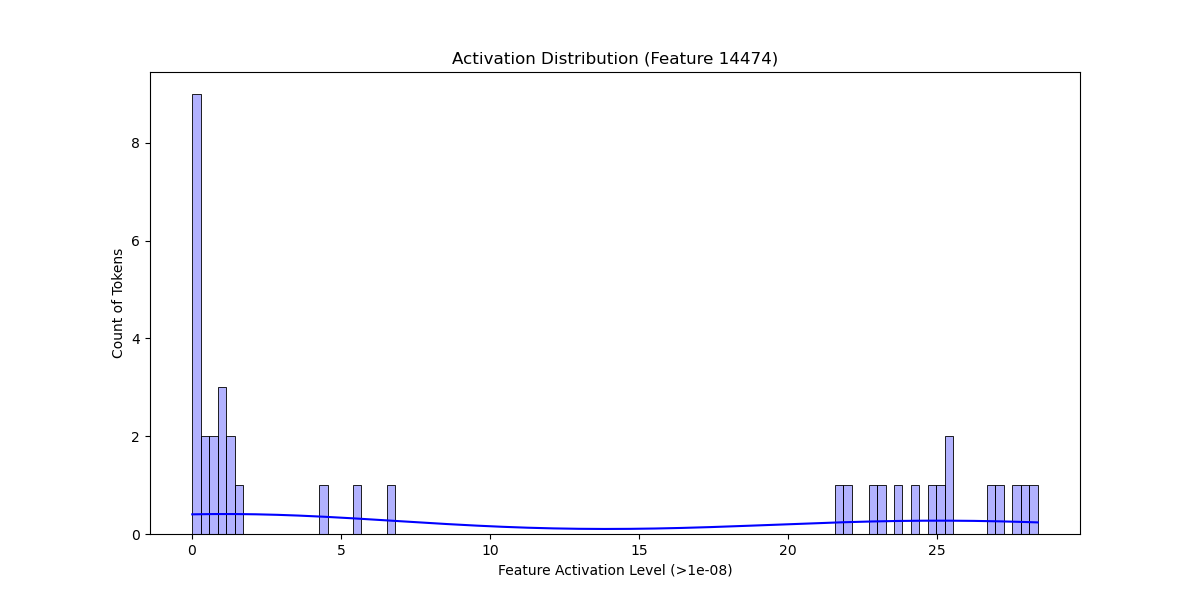 Activation Distribution (Feature 14474)
Count of Tokens
8
6
4
2
0
0 5 10 15 20 25
Feature Activation Level (>1e-08)